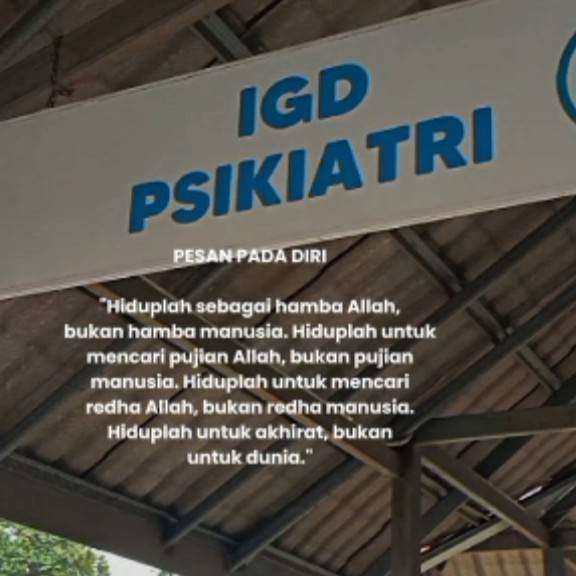 IGD
PSIKIATRI
PESAN PADA DIRI
"Hiduplah sebagai hamba Allah,
bukan hamba manusia. Hiduplah untuk
mencari pujian Allah, bukan pujian
manusia. Hiduplah untuk mencari
redha Allah, bukan redha manusia.
Hiduplah untuk akhirat, bukan
untuk dunia."